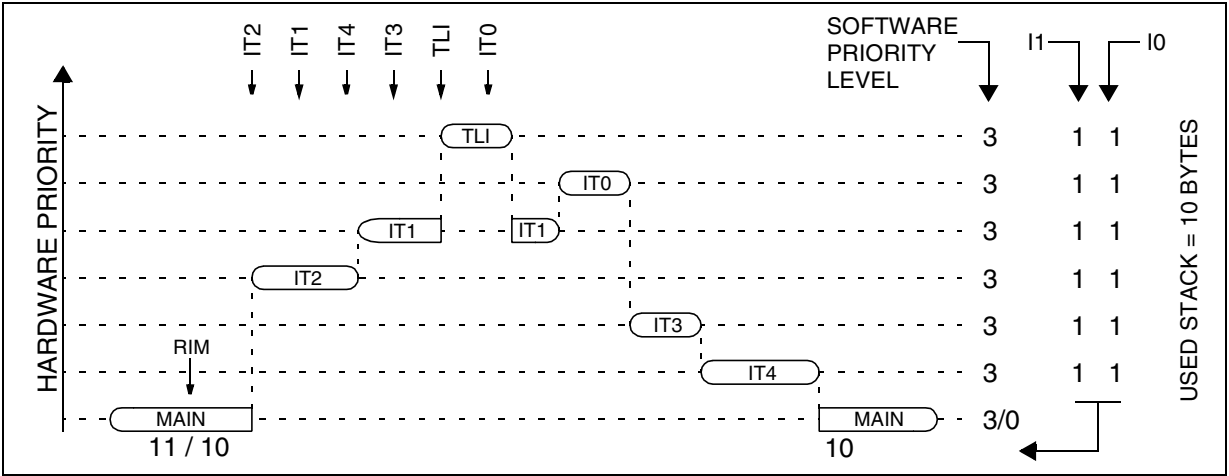 IT2
IT1
IT4
IT3
TLI
IT0
SOFTWARE
PRIORITY
LEVEL
I1
I0
HARDWARE PRIORITY
TLI
3
1 1
IT0
3
1 1
IT1
IT1
3
1 1
IT2
3
1 1
IT3
3
1 1
RIM
IT4
3
1 1
MAIN
MAIN
3/0
11 / 10
10
USED STACK = 10 BYTES